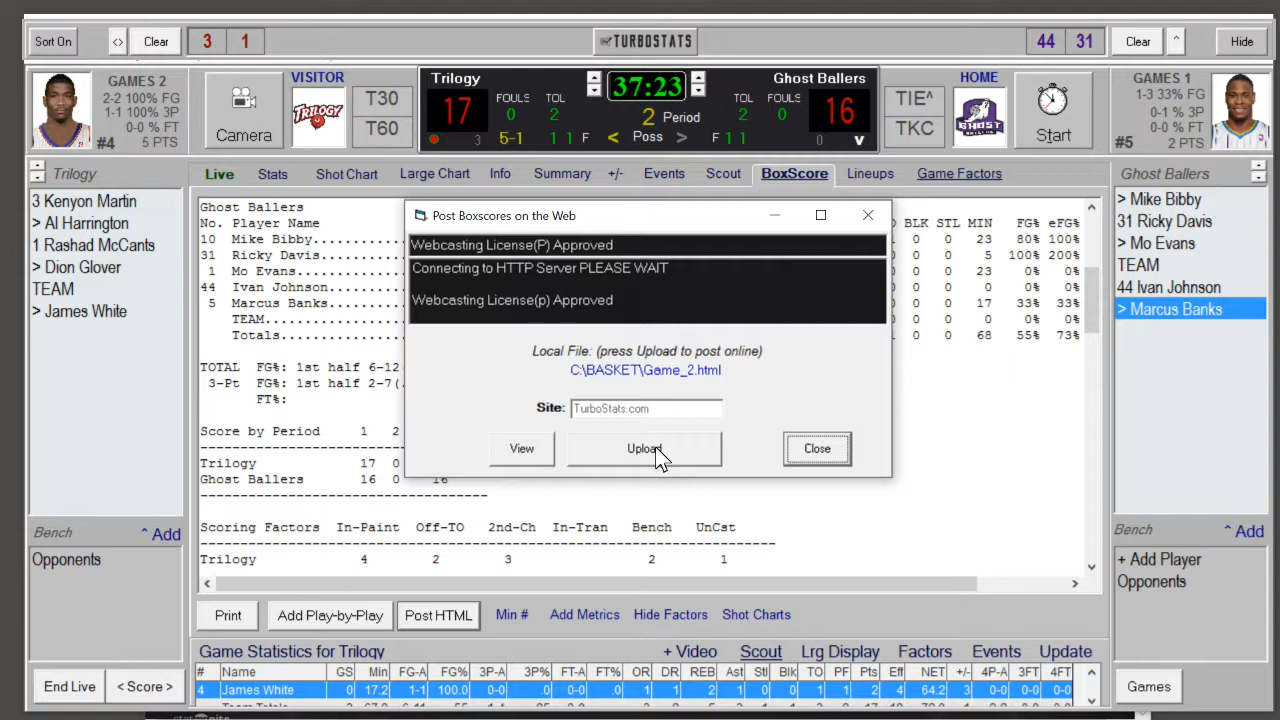 Sort On <> Clear 3 1 TURBOSTATS 44 31 Clear ^ Hide
GAMES 2
2-2 100% FG
1-1 100% 3P
0-0 % FT
#4 5 PTS
Camera
VISITOR
TRILOGY
T30
T60
Trilogy 37:23 Ghost Ballers
17 FOULS TOL 2 Period TOL FOULS 16
0 2 2 0
3 5-1 1 1 F < Poss > F 1 1 0 v
HOME
GHOST
TIE^
TKC
Start
GAMES 1
1-3 33% FG
0-1 % 3P
0-0 % FT
#5 2 PTS
Trilogy
3 Kenyon Martin
> Al Harrington
1 Rashad McCants
> Dion Glover
TEAM
> James White
Bench ^ Add
Opponents
End Live < Score >
Live Stats Shot Chart Large Chart Info Summary +/- Events Scout BoxScore Lineups Game Factors
Ghost Ballers
No. Player Name BLK STL MIN FG% eFG%
10 Mike Bibby 0 0 23 80% 100%
31 Ricky Davis 0 0 5 100% 200%
1 Mo Evans 0 0 23 0% 0%
44 Ivan Johnson 0 0 0% 0%
5 Marcus Banks 0 0 17 33% 33%
TEAM 0 0 0 0% 0%
Totals 0 0 68 55% 73%
TOTAL FG%: 1st half 6-12
3-Pt FG%: 1st half 2-7(.
FT%:
Score by Period 1 2
Trilogy 17 0
Ghost Ballers 16 0 16
Scoring Factors In-Paint Off-TO 2nd-Ch In-Tran Bench UnCst
Trilogy 4 2 3 2 1
Post Boxscores on the Web
Webcasting License(P) Approved
Connecting to HTTP Server PLEASE WAIT
Webcasting License(p) Approved
Local File: (press Upload to post online)
C:\BASKET\Game_2.html
Site: TurboStats.com
View Upload Close
Print Add Play-by-Play Post HTML Min # Add Metrics Hide Factors Shot Charts
Game Statistics for Trilogy + Video Scout Lrg Display Factors Events Update
# Name GS Min FG-A FG% 3P-A 3P% FT-A FT% OR DR REB Ast Stl Blk TO PF Pts Eff NET +/- 4P-A 3FT 4FT
4 James White 0 17.2 1-1 100.0 0-0 .0 0-0 .0 1 1 2 1 0 0 1 1 2 4 64.2 3 0-0 0-0 0-0
Ghost Ballers
> Mike Bibby
31 Ricky Davis
> Mo Evans
TEAM
44 Ivan Johnson
> Marcus Banks
Bench ^ Add
+ Add Player
Opponents
Games